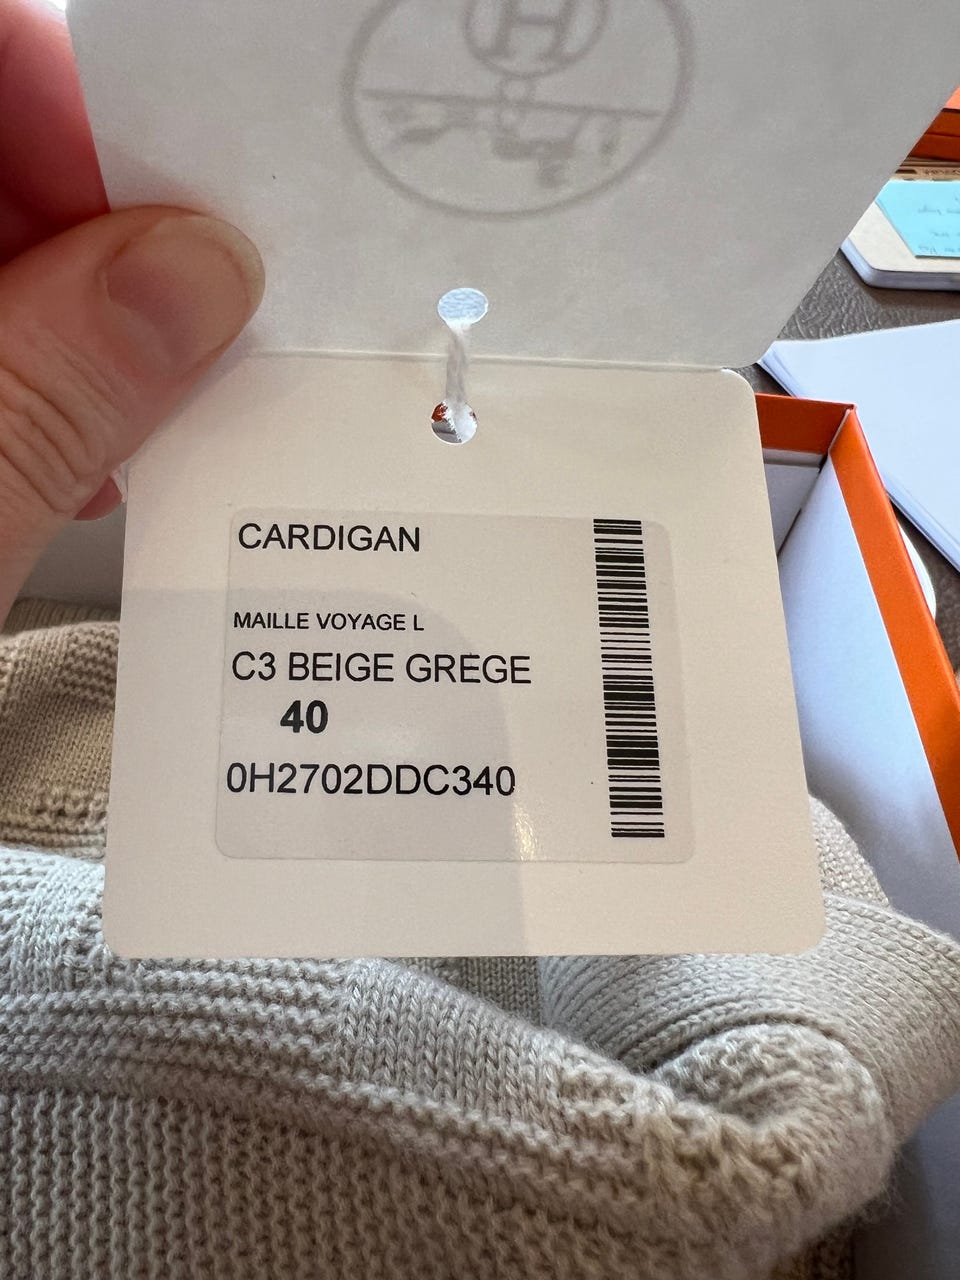 H
CARDIGAN
MAILLE VOYAGE L
C3 BEIGE GREGE
40
0H2702DDC340